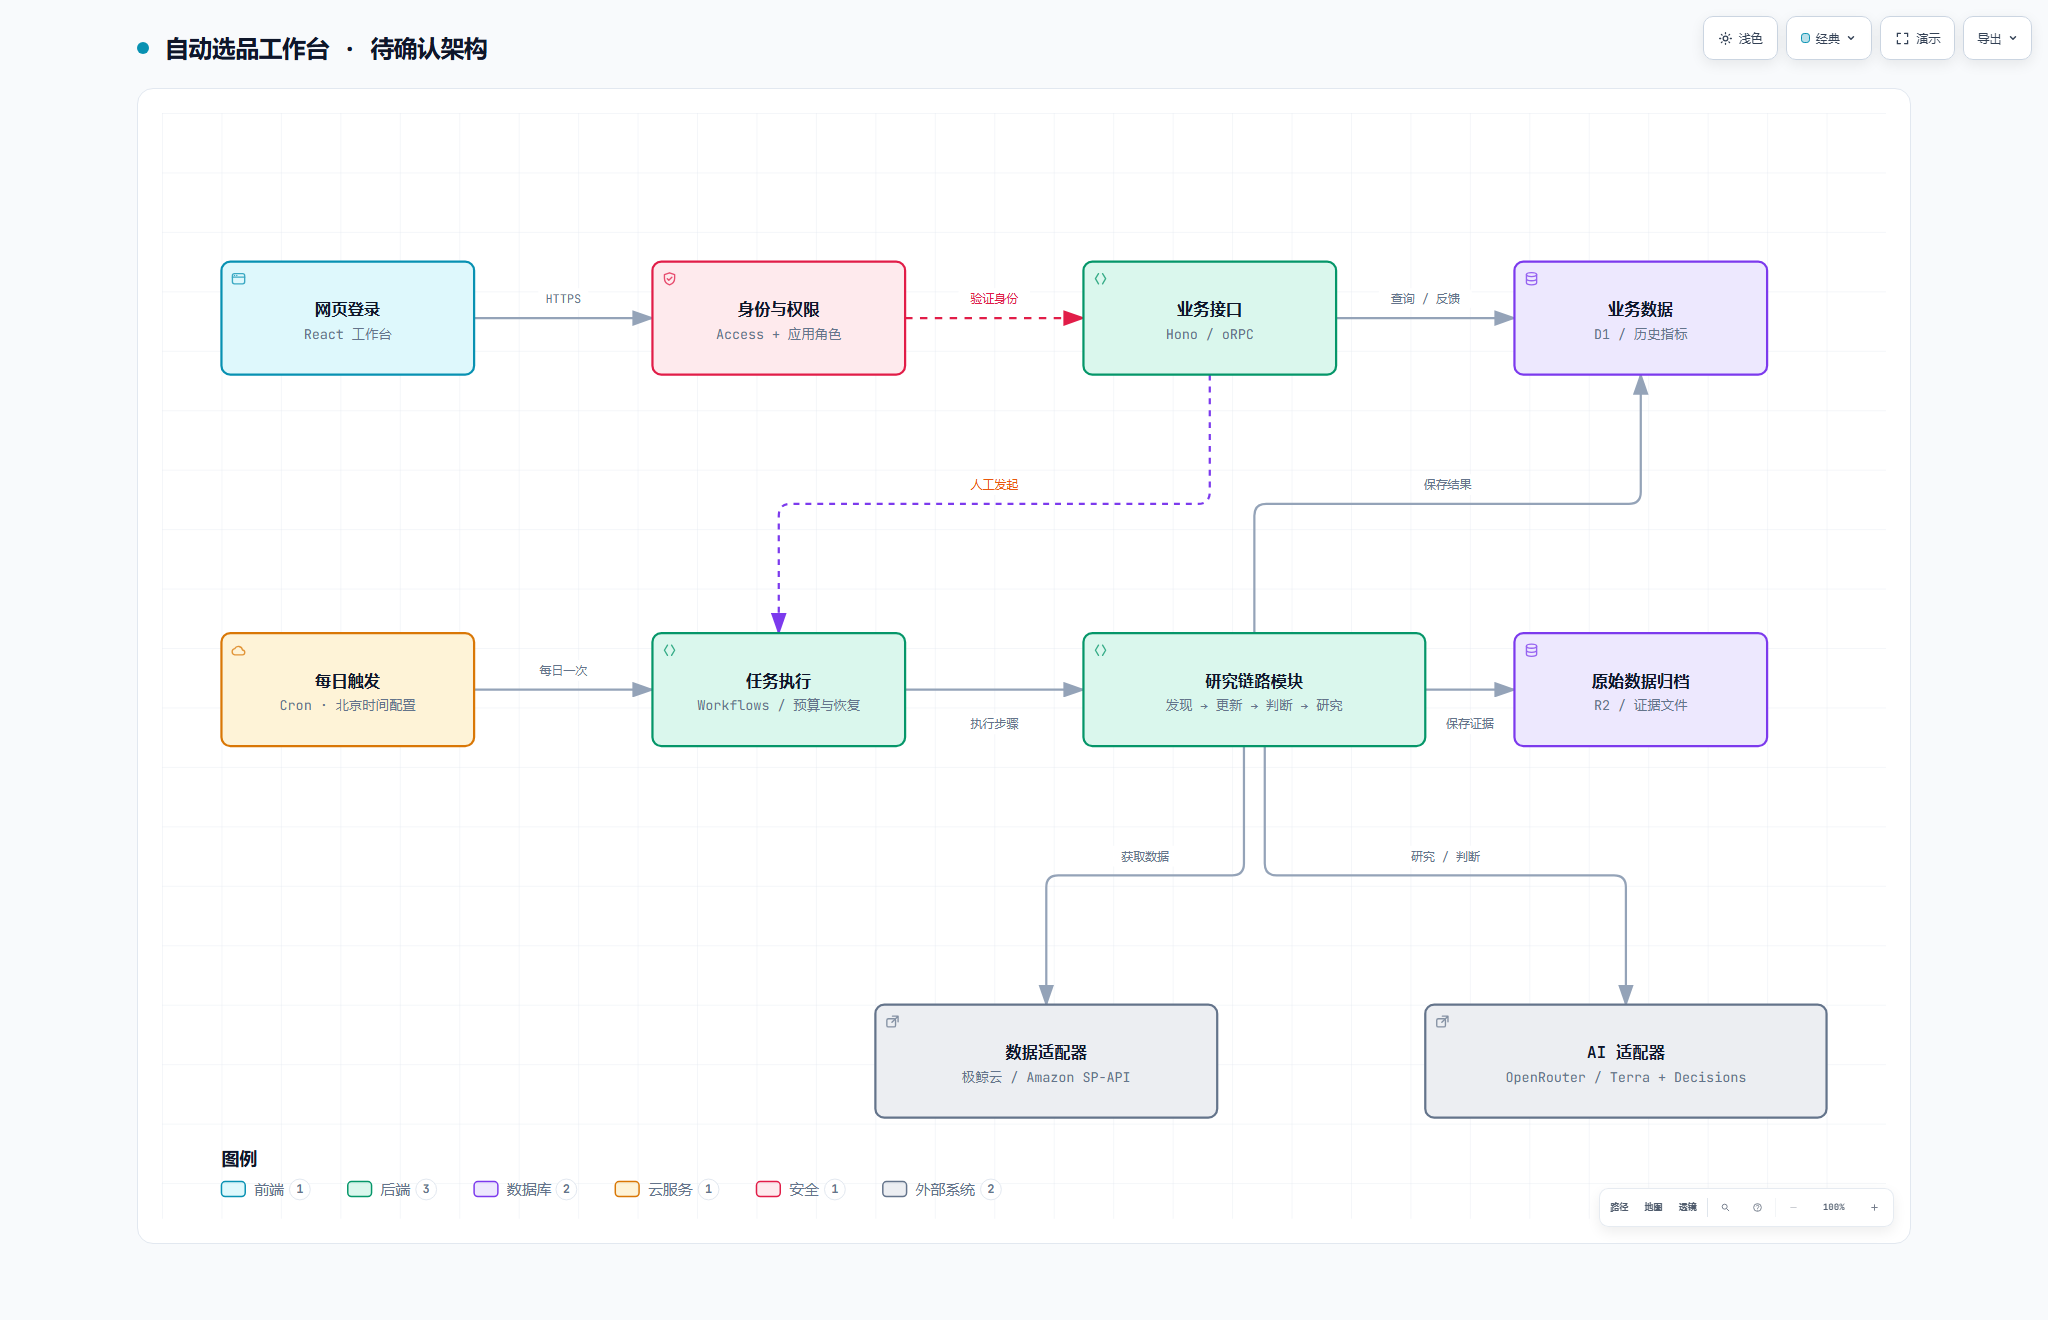 自动选品工作台 · 待确认架构
浅色
经典
演示
导出
网页登录
React 工作台
HTTPS
身份与权限
Access + 应用角色
验证身份
业务接口
Hono / oRPC
查询 / 反馈
业务数据
D1 / 历史指标
人工发起
保存结果
每日触发
Cron · 北京时间配置
每日一次
任务执行
Workflows / 预算与恢复
执行步骤
研究链路模块
发现 → 更新 → 判断 → 研究
保存证据
原始数据归档
R2 / 证据文件
获取数据
研究 / 判断
数据适配器
极鲸云 / Amazon SP-API
AI 适配器
OpenRouter / Terra + Decisions
图例
前端 1
后端 3
数据库 2
云服务 1
安全 1
外部系统 2
路径 地图 透镜 − 100% +